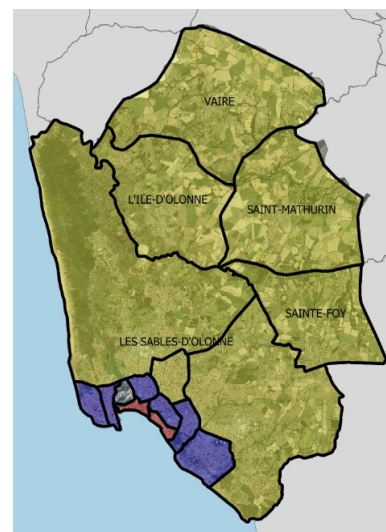 VAIRE
L'ILE-D'OLONNE
SAINT-MATHURIN
SAINTE-FOY
LES SABLES-D'OLONNE